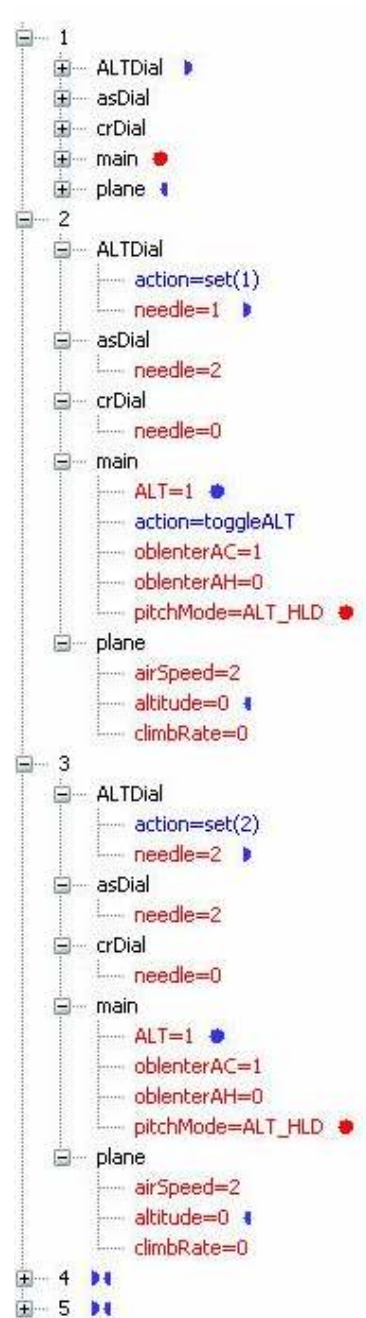 1
ALTDial
asDial
crDial
main
plane
2
ALTDial
action=set(1)
needle=1
asDial
needle=2
crDial
needle=0
main
ALT=1
action=toggleALT
oblenterAC=1
oblenterAH=0
pitchMode=ALT_HLD
plane
airSpeed=2
altitude=0
climbRate=0
3
ALTDial
action=set(2)
needle=2
asDial
needle=2
crDial
needle=0
main
ALT=1
oblenterAC=1
oblenterAH=0
pitchMode=ALT_HLD
plane
airSpeed=2
altitude=0
climbRate=0
4
5